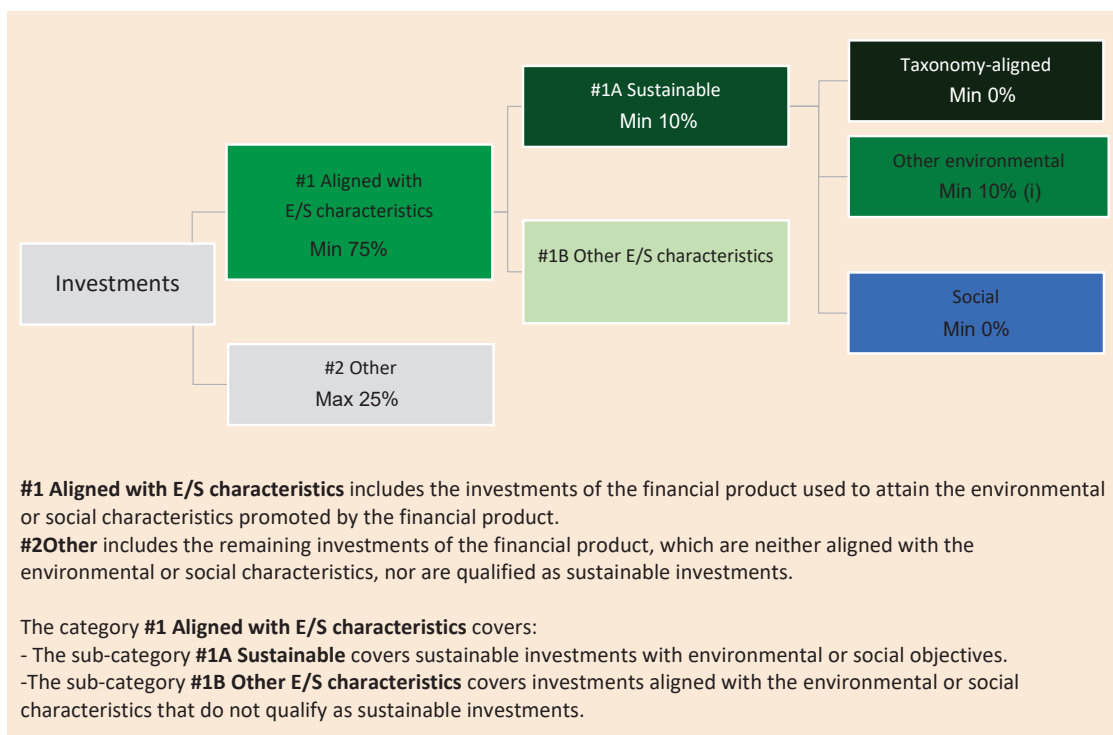 Investments
#1 Aligned with
E/S characteristics
Min 75%
#2 Other
Max 25%
#1A Sustainable
Min 10%
#1B Other E/S characteristics
Taxonomy-aligned
Min 0%
Other environmental
Min 10% (i)
Social
Min 0%
#1 Aligned with E/S characteristics includes the investments of the financial product used to attain the environmental
or social characteristics promoted by the financial product.
#2Other includes the remaining investments of the financial product, which are neither aligned with the
environmental or social characteristics, nor are qualified as sustainable investments.
The category #1 Aligned with E/S characteristics covers:
- The sub-category #1A Sustainable covers sustainable investments with environmental or social objectives.
-The sub-category #1B Other E/S characteristics covers investments aligned with the environmental or social
characteristics that do not qualify as sustainable investments.